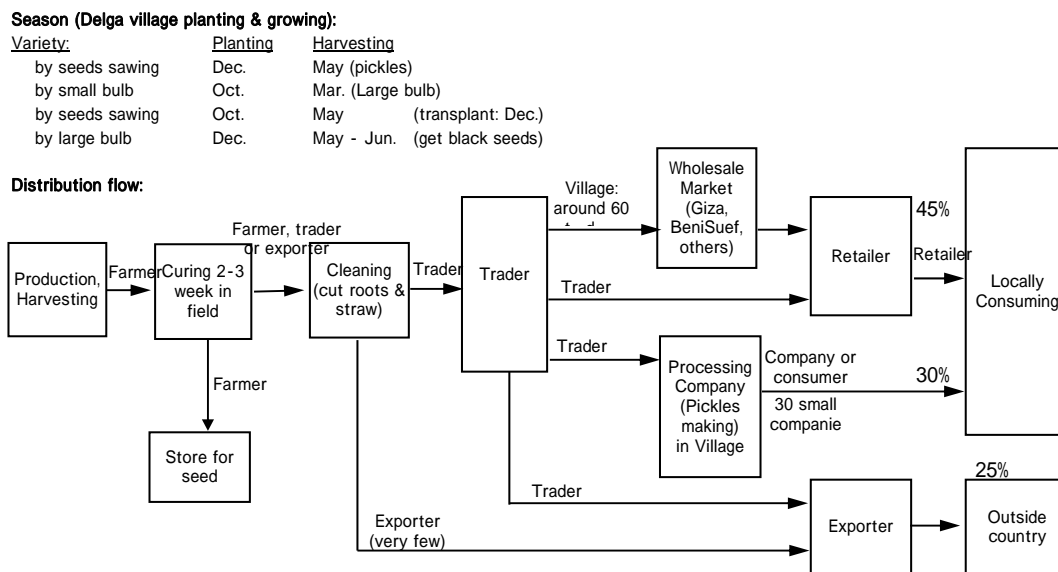 Season (Delga village planting & growing):
Variety: Planting Harvesting
by seeds sawing Dec. May (pickles)
by small bulb Oct. Mar. (Large bulb)
by seeds sawing Oct. May (transplant: Dec.)
by large bulb Dec. May - Jun. (get black seeds)
Distribution flow:
Production,
Harvesting
Farmer
Curing 2-3
week in
field
Farmer
Store for
seed
Farmer, trader
or exporter
Cleaning
(cut roots &
straw)
Trader
Trader
Village:
around 60
Wholesale
Market
(Giza,
BeniSuef,
others)
Trader
Retailer
45%
Retailer
Locally
Consuming
Trader
Processing
Company
(Pickles
making)
in Village
Company or
consumer
30 small
companie
30%
Trader
Exporter
(very few)
Exporter
25%
Outside
country